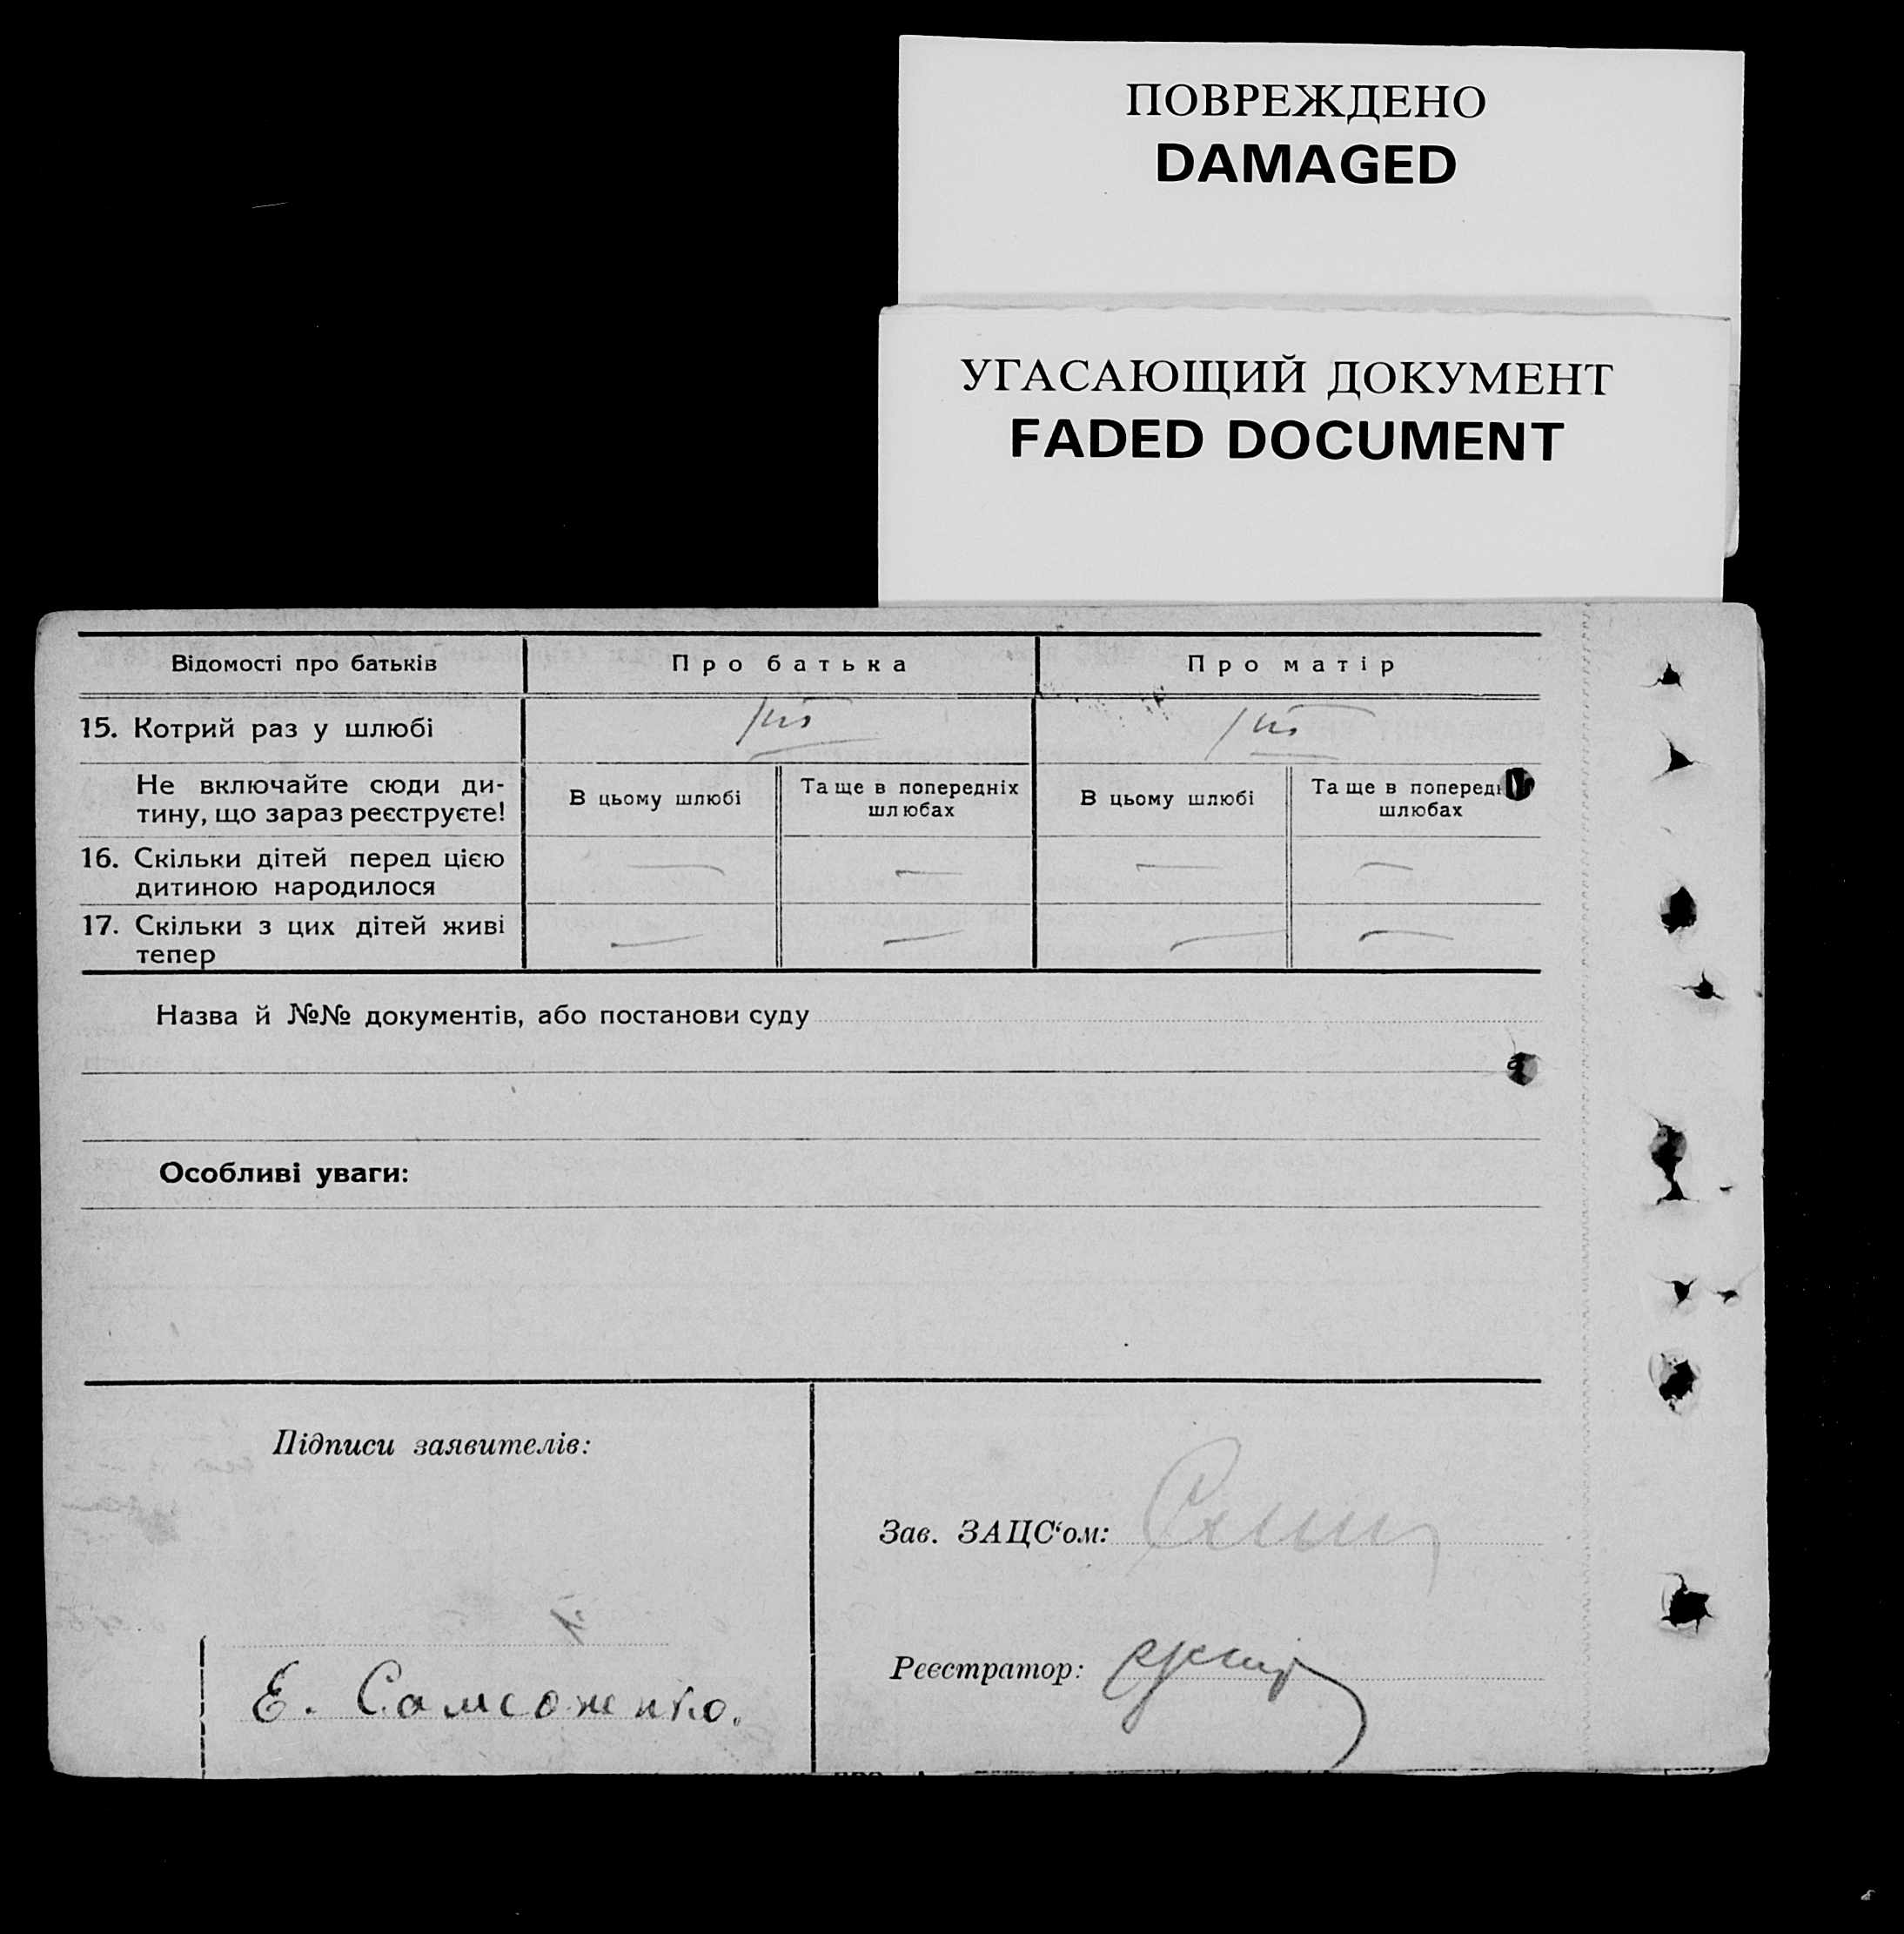 ПОВРЕЖДЕНО
DAMAGED
УГАСАЮЩИЙ ДОКУМЕНТ
FADED DOCUMENT
Відомості про батьків
Про батька
Про матір
15. Котрий раз у шлюбі
Не включайте сюди ди-
тину, що зараз реєструєте!
В цьому шлюбі
Та ще в попередніх
шлюбах
В цьому шлюбі
Та ще в
шлюбах
16. Скільки дітей перед цією
дитиною народилося
— — — —
17. Скільки з цих дітей живі
тепер
— — — —
Назва й №№ документів, або постанови суду
Особливі уваги:
Підписи заявителів:
Зав. ЗАЦС‘ом:
Реєстратор:
Е. Самсоненко.